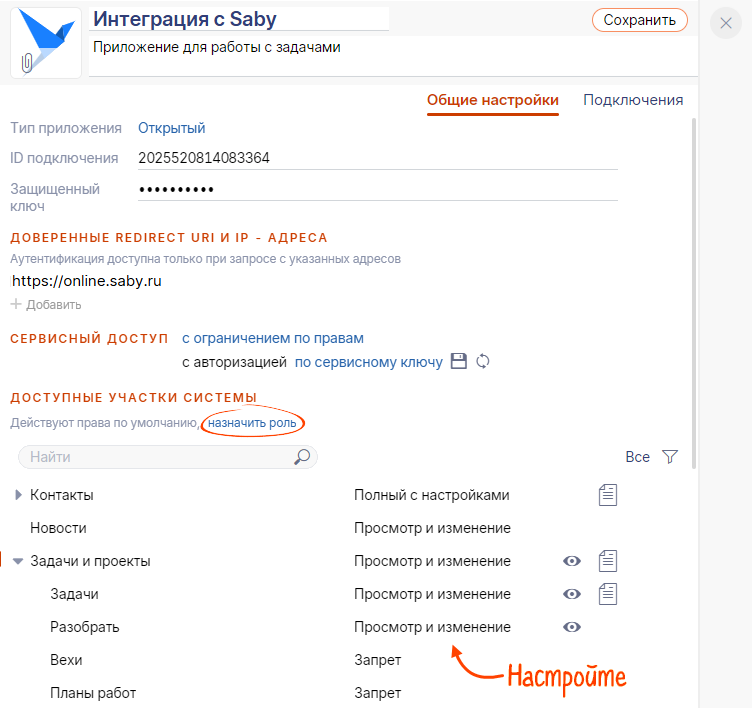 Интеграция с Saby
Сохранить
Приложение для работы с задачами
Общие настройки Подключения
Тип приложения Открытый
ID подключения 2025520814083364
Защищенный ключ ••••••••••
ДОВЕРЕННЫЕ REDIRECT URI И IP - АДРЕСА
Аутентификация доступна только при запросе с указанных адресов
https://online.saby.ru
+ Добавить
СЕРВИСНЫЙ ДОСТУП с ограничением по правам
с авторизацией по сервисному ключу
ДОСТУПНЫЕ УЧАСТКИ СИСТЕМЫ
Действуют права по умолчанию, назначить роль
Найти Все
Контакты Полный с настройками
Новости Просмотр и изменение
Задачи и проекты Просмотр и изменение
Задачи Просмотр и изменение
Разобрать Просмотр и изменение
Вехи Запрет
Настройте
Планы работ Запрет